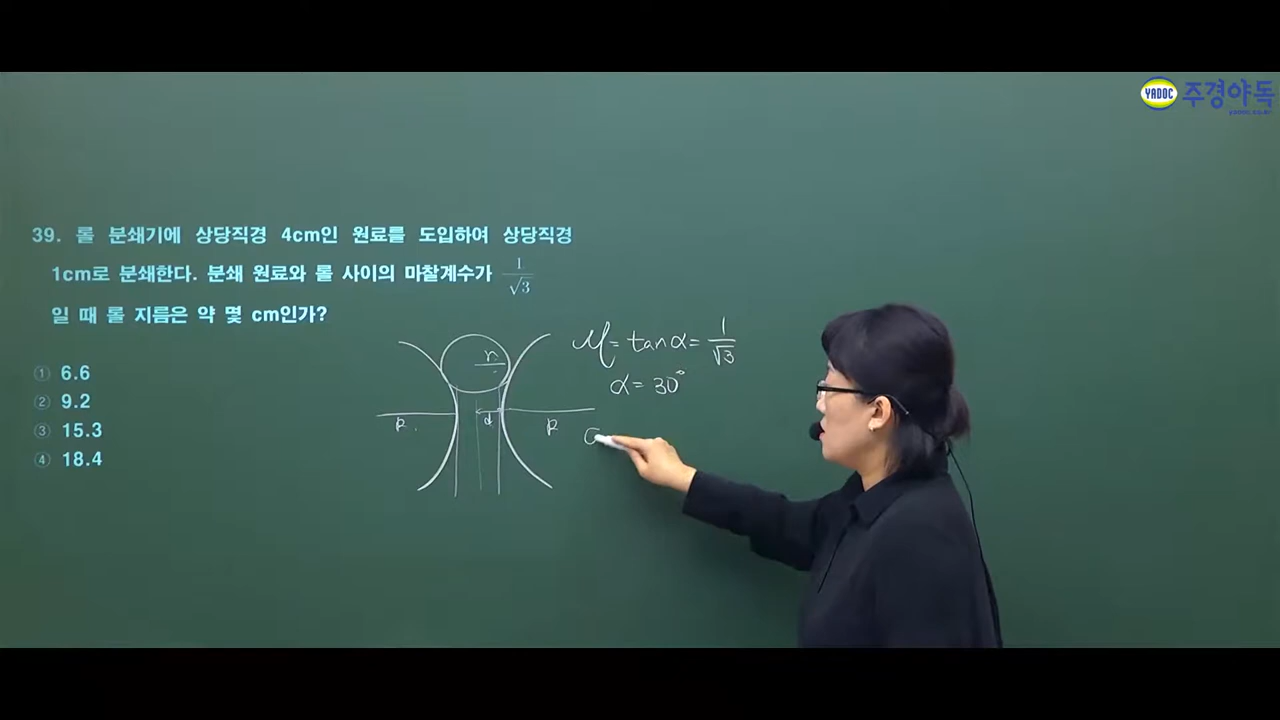 YADOC 주경야독
yadoc.co.kr
39. 롤 분쇄기에 상당직경 4cm인 원료를 도입하여 상당직경
1cm로 분쇄한다. 분쇄 원료와 롤 사이의 마찰계수가 1/√3
일 때 롤 지름은 약 몇 cm인가?
① 6.6
② 9.2
③ 15.3
④ 18.4
μ = tanα = 1/√3
α = 30°
r
R
d
R
C